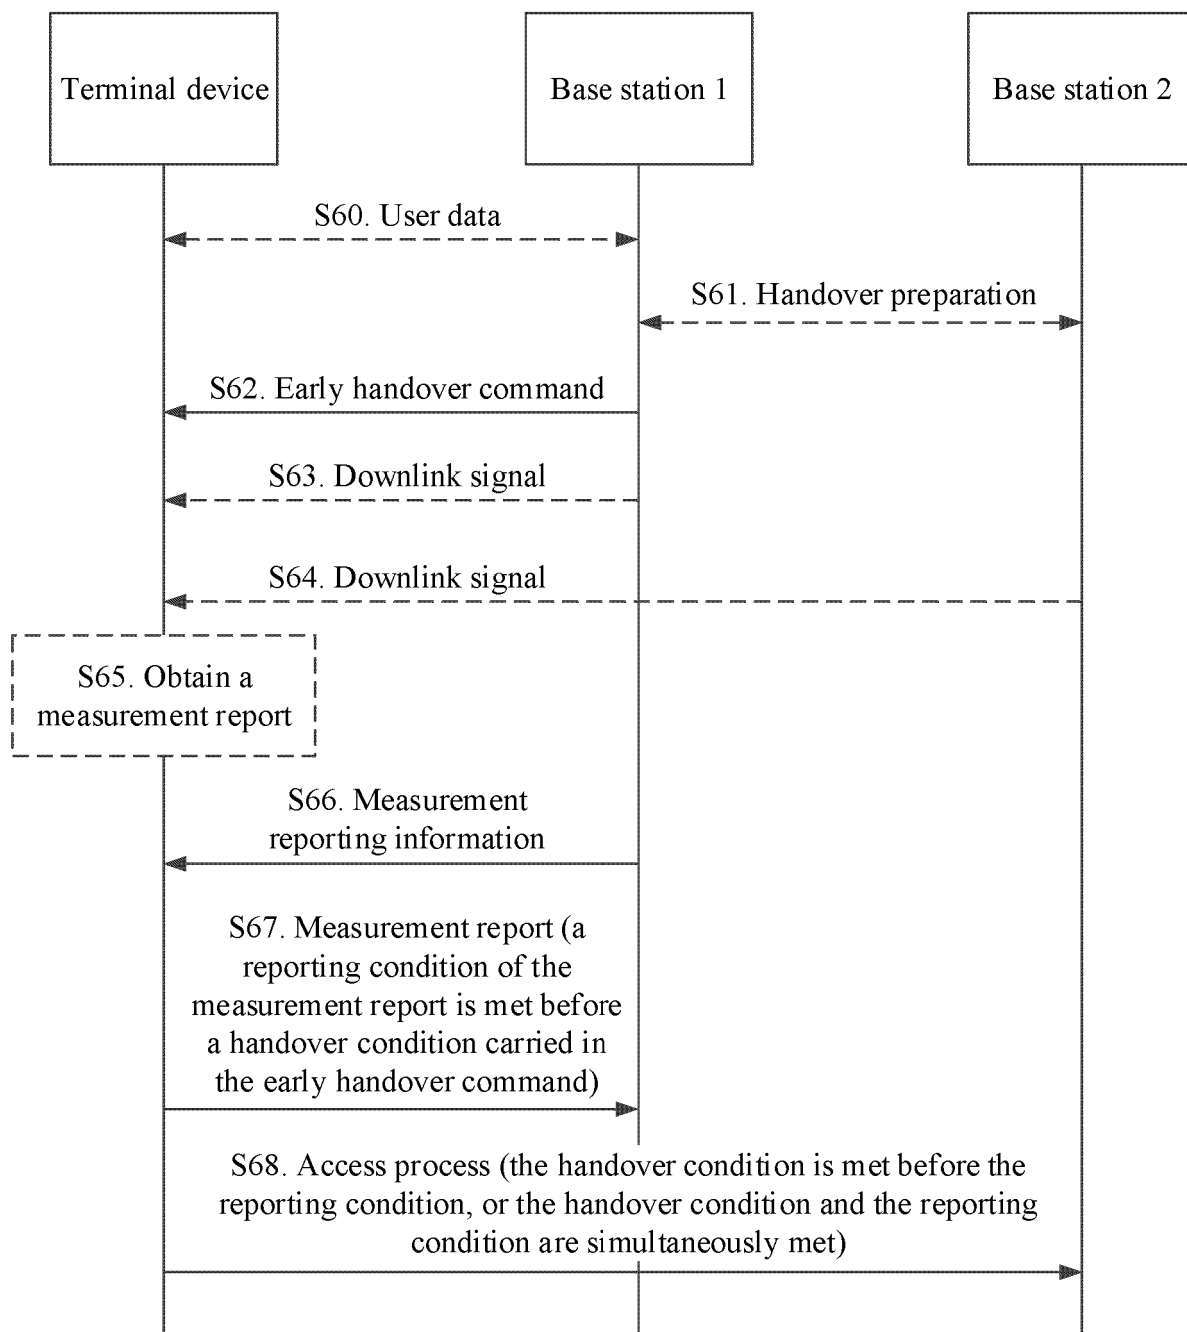 Terminal device
Base station 1
Base station 2
S60. User data
S61. Handover preparation
S62. Early handover command
S63. Downlink signal
S64. Downlink signal
S65. Obtain a
measurement report
S66. Measurement
reporting information
S67. Measurement report (a
reporting condition of the
measurement report is met before
a handover condition carried in
the early handover command)
S68. Access process (the handover condition is met before the
reporting condition, or the handover condition and the reporting
condition are simultaneously met)